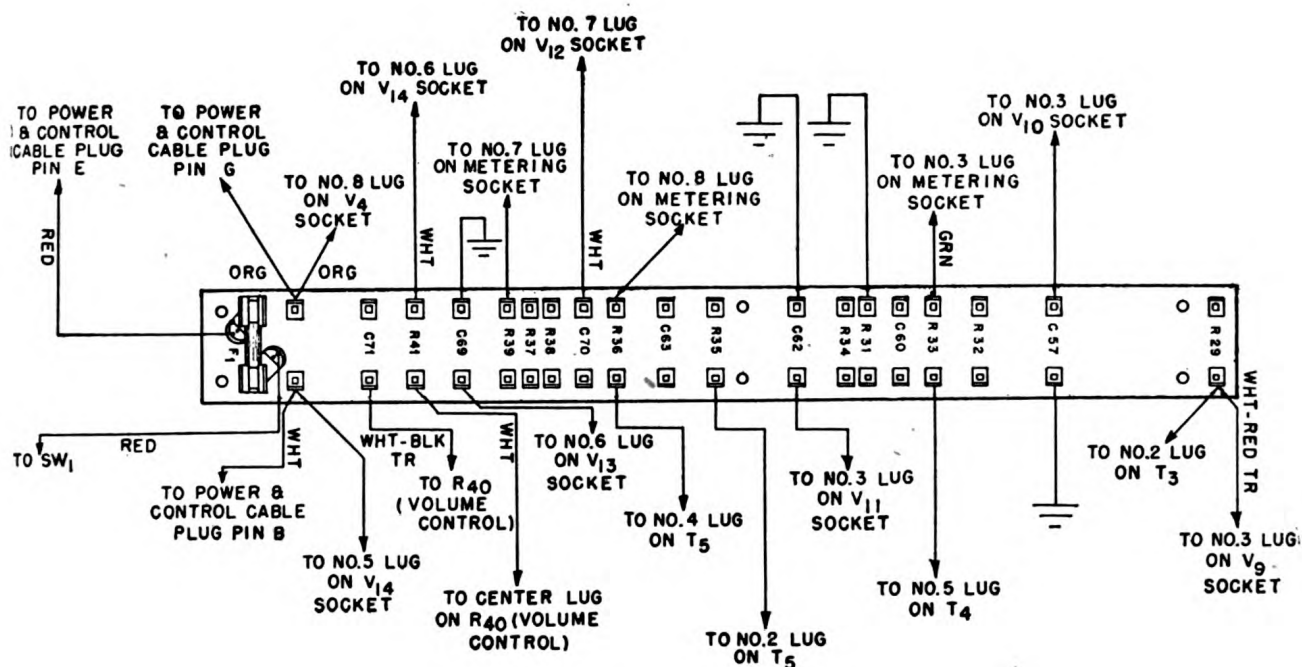 TO NO. 7 LUG
ON V12 SOCKET
TO NO.6 LUG
ON V14 SOCKET
TO POWER
& CONTROL
CABLE PLUG
PIN E
TO POWER
& CONTROL
CABLE PLUG
PIN G
TO NO.8 LUG
ON V4
SOCKET
TO NO.7 LUG
ON METERING
SOCKET
TO NO.8 LUG
ON METERING
SOCKET
TO NO.3 LUG
ON METERING
SOCKET
TO NO.3 LUG
ON V10 SOCKET
RED
ORG
ORG
WHT
WHT
GRN
F1
C71
R41
C69
R39
R37
R38
C70
R36
C63
R35
C62
R34
R31
C60
R33
R32
C57
R29
TO SW1
RED
WHT
TO POWER &
CONTROL CABLE
PLUG PIN B
TO NO.5 LUG
ON V14
SOCKET
WHT-BLK
TR
TO R40
(VOLUME
CONTROL)
WHT
TO CENTER LUG
ON R40 (VOLUME
CONTROL)
TO NO.6 LUG
ON V13
SOCKET
TO NO.4 LUG
ON T5
TO NO.2 LUG
ON T5
TO NO.3 LUG
ON V11
SOCKET
TO NO.5 LUG
ON T4
TO NO.2 LUG
ON T3
WHT-RED TR
TO NO.3 LUG
ON V9
SOCKET